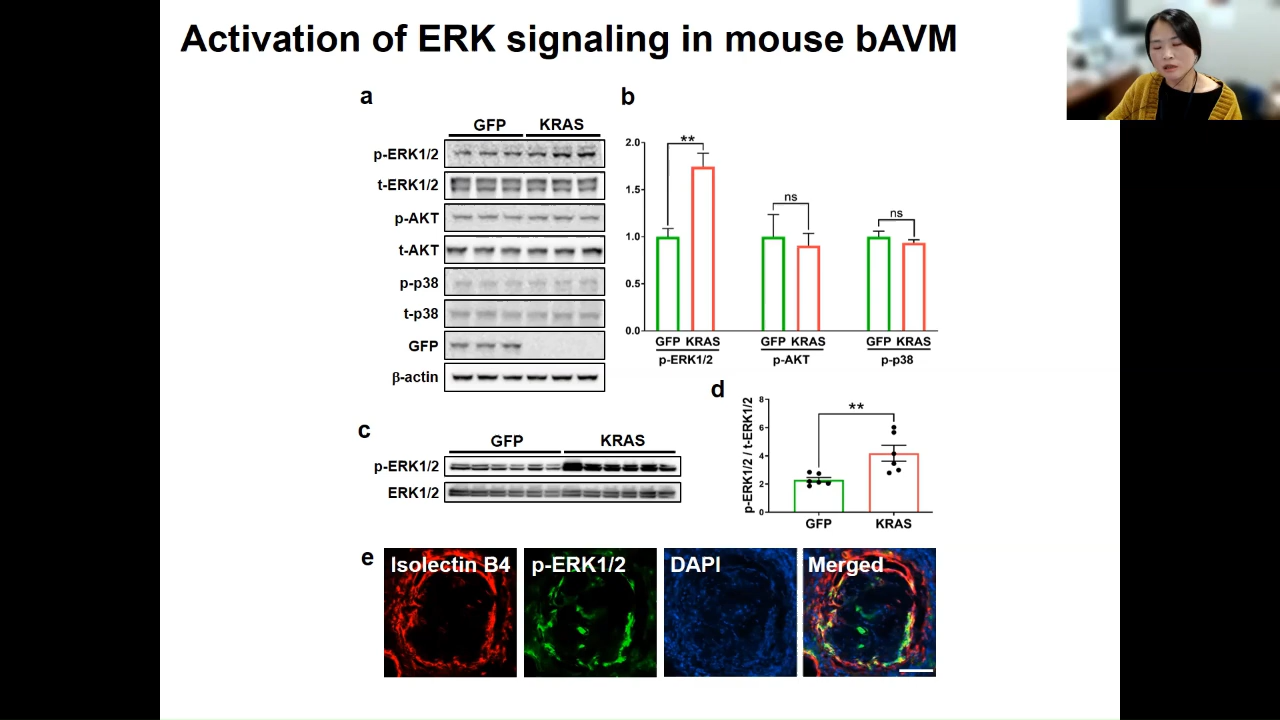 Activation of ERK signaling in mouse bAVM
a
GFP KRAS
p-ERK1/2
t-ERK1/2
p-AKT
t-AKT
p-p38
t-p38
GFP
β-actin
b
2.0
1.5
1.0
0.5
0.0
**
ns
ns
GFP KRAS GFP KRAS GFP KRAS
p-ERK1/2 p-AKT p-p38
c
GFP KRAS
p-ERK1/2
ERK1/2
d
p-ERK1/2 / t-ERK1/2
8
6
4
2
0
**
GFP KRAS
e
Isolectin B4 p-ERK1/2 DAPI Merged